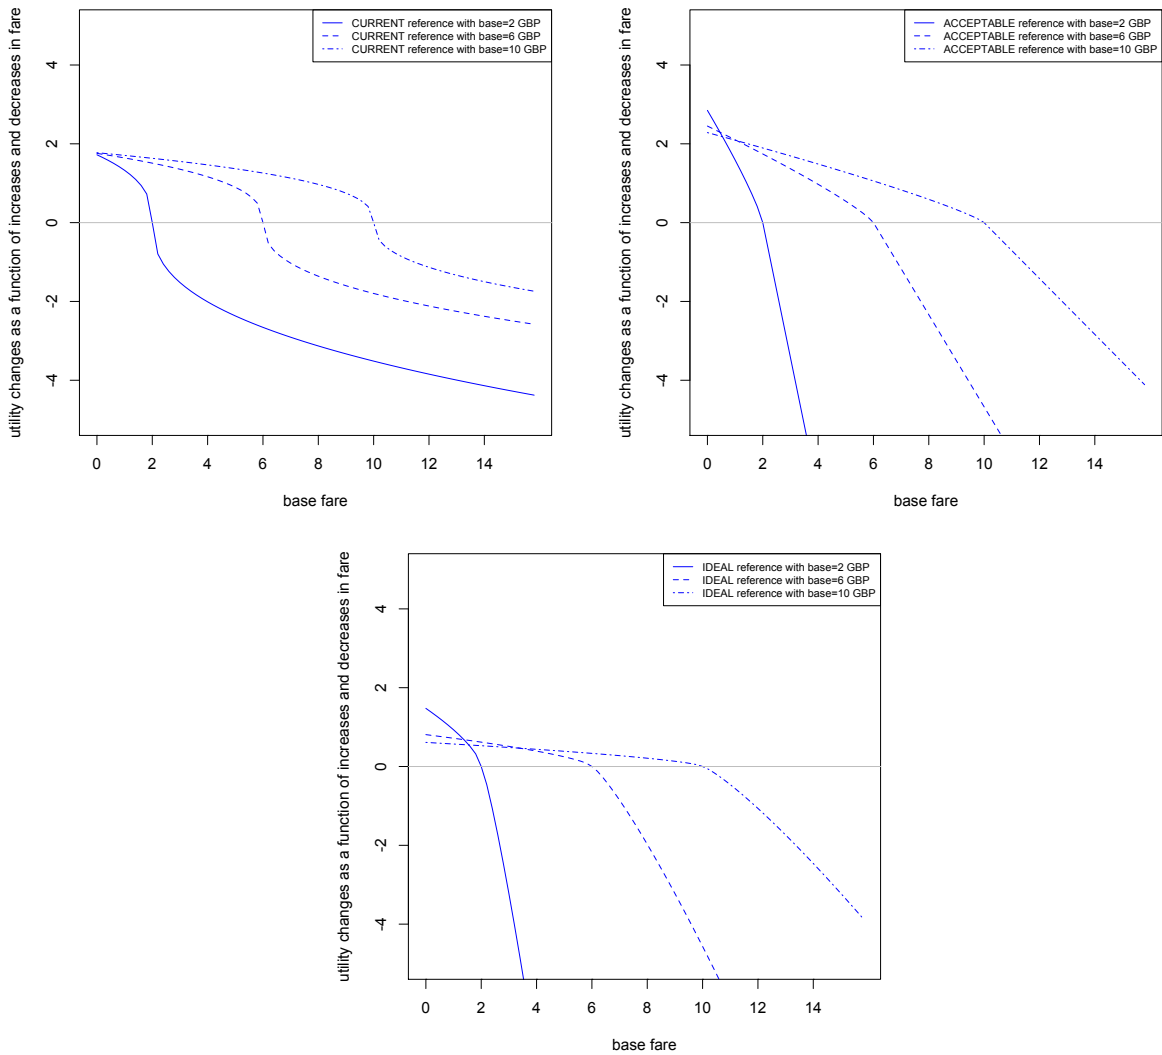 utility changes as a function of increases and decreases in fare
CURRENT reference with base=2 GBP
CURRENT reference with base=6 GBP
CURRENT reference with base=10 GBP
4
2
0
-2
-4
0 2 4 6 8 10 12 14
base fare
utility changes as a function of increases and decreases in fare
ACCEPTABLE reference with base=2 GBP
ACCEPTABLE reference with base=6 GBP
ACCEPTABLE reference with base=10 GBP
4
2
0
-2
-4
0 2 4 6 8 10 12 14
base fare
utility changes as a function of increases and decreases in fare
IDEAL reference with base=2 GBP
IDEAL reference with base=6 GBP
IDEAL reference with base=10 GBP
4
2
0
-2
-4
0 2 4 6 8 10 12 14
base fare